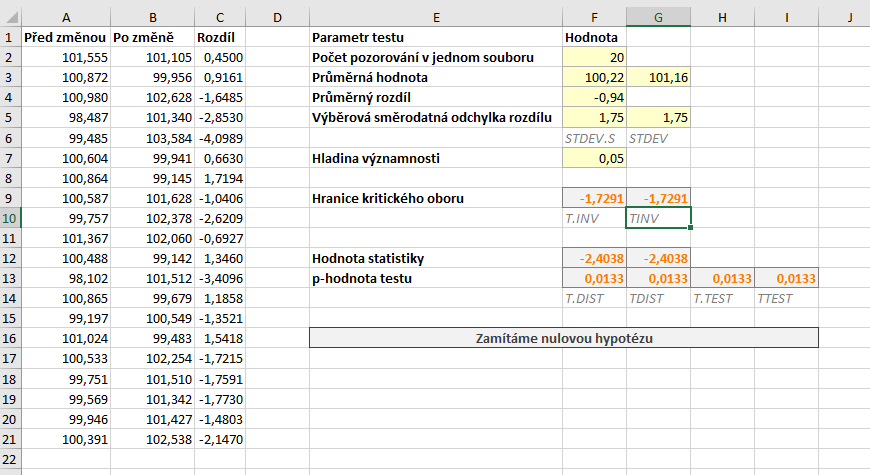 A B C D E F G H I J
1 Před změnou Po změně Rozdíl Parametr testu Hodnota
2 101,555 101,105 0,4500 Počet pozorování v jednom souboru 20
3 100,872 99,956 0,9161 Průměrná hodnota 100,22 101,16
4 100,980 102,628 -1,6485 Průměrný rozdíl -0,94
5 98,487 101,340 -2,8530 Výběrová směrodatná odchylka rozdílu 1,75 1,75
6 99,485 103,584 -4,0989 STDEV.S STDEV
7 100,604 99,941 0,6630 Hladina významnosti 0,05
8 100,864 99,145 1,7194
9 100,587 101,628 -1,0406 Hranice kritického oboru -1,7291 -1,7291
10 99,757 102,378 -2,6209 T.INV TINV
11 101,367 102,060 -0,6927
12 100,488 99,142 1,3460 Hodnota statistiky -2,4038 -2,4038
13 98,102 101,512 -3,4096 p-hodnota testu 0,0133 0,0133 0,0133 0,0133
14 100,865 99,679 1,1858 T.DIST TDIST T.TEST TTEST
15 99,197 100,549 -1,3521
16 101,024 99,483 1,5418 Zamítáme nulovou hypotézu
17 100,533 102,254 -1,7215
18 99,751 101,510 -1,7591
19 99,569 101,342 -1,7730
20 99,946 101,427 -1,4803
21 100,391 102,538 -2,1470
22